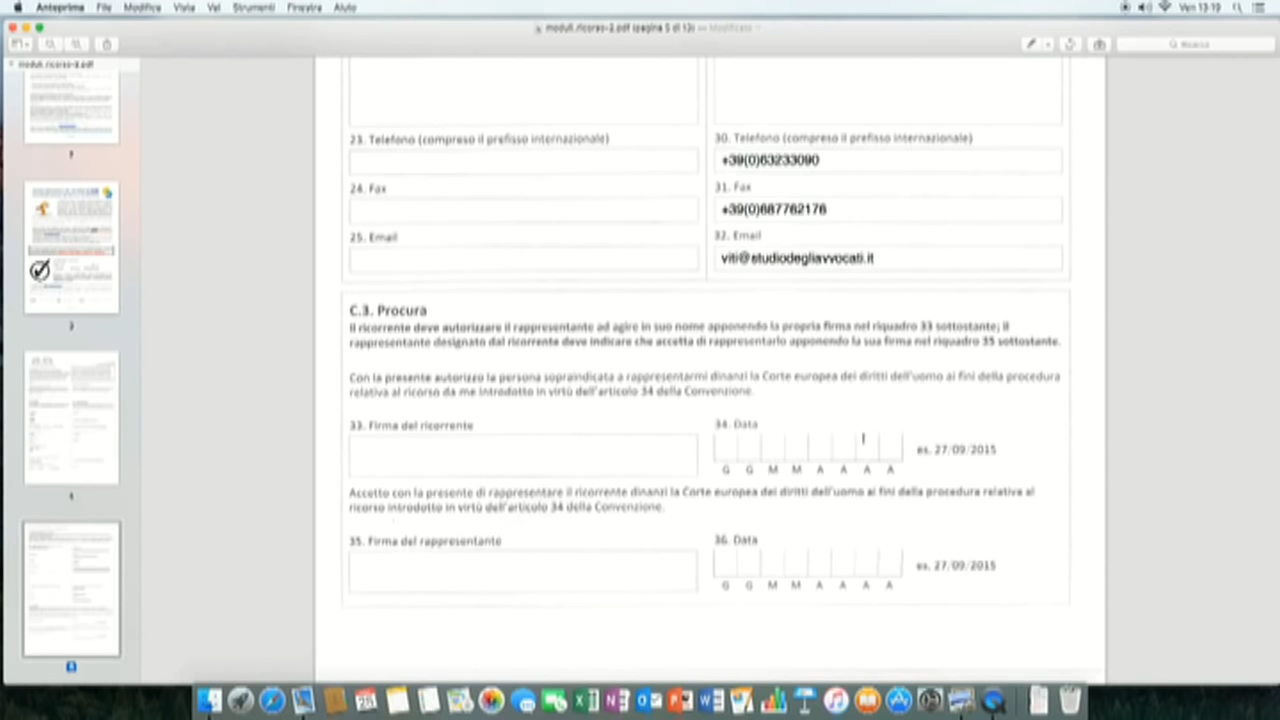 Anteprima File Modifica Vista Vai Strumenti Finestra Aiuto
Ven 13:19
moduli.ricorso-2.pdf (pagina 5 di 13) — Modificato
Ricerca
moduli.ricorso-2.pdf
23. Telefono (compreso il prefisso internazionale)
30. Telefono (compreso il prefisso internazionale)
+39(0)63233090
24. Fax
31. Fax
+39(0)687762176
25. Email
32. Email
viti@studiodegliavvocati.it
C.3. Procura
Il ricorrente deve autorizzare il rappresentante ad agire in suo nome apponendo la propria firma nel riquadro 33 sottostante; il
rappresentante designato dal ricorrente deve indicare che accetta di rappresentarlo apponendo la sua firma nel riquadro 35 sottostante.
Con la presente autorizzo la persona sopraindicata a rappresentarmi dinanzi la Corte europea dei diritti dell'uomo ai fini della procedura
relativa al ricorso da me introdotto in virtù dell'articolo 34 della Convenzione.
33. Firma del ricorrente
34. Data
es. 27/09/2015
G G M M A A A A
Accetto con la presente di rappresentare il ricorrente dinanzi la Corte europea dei diritti dell'uomo ai fini della procedura relativa al
ricorso introdotto in virtù dell'articolo 34 della Convenzione.
35. Firma del rappresentante
36. Data
es. 27/09/2015
G G M M A A A A